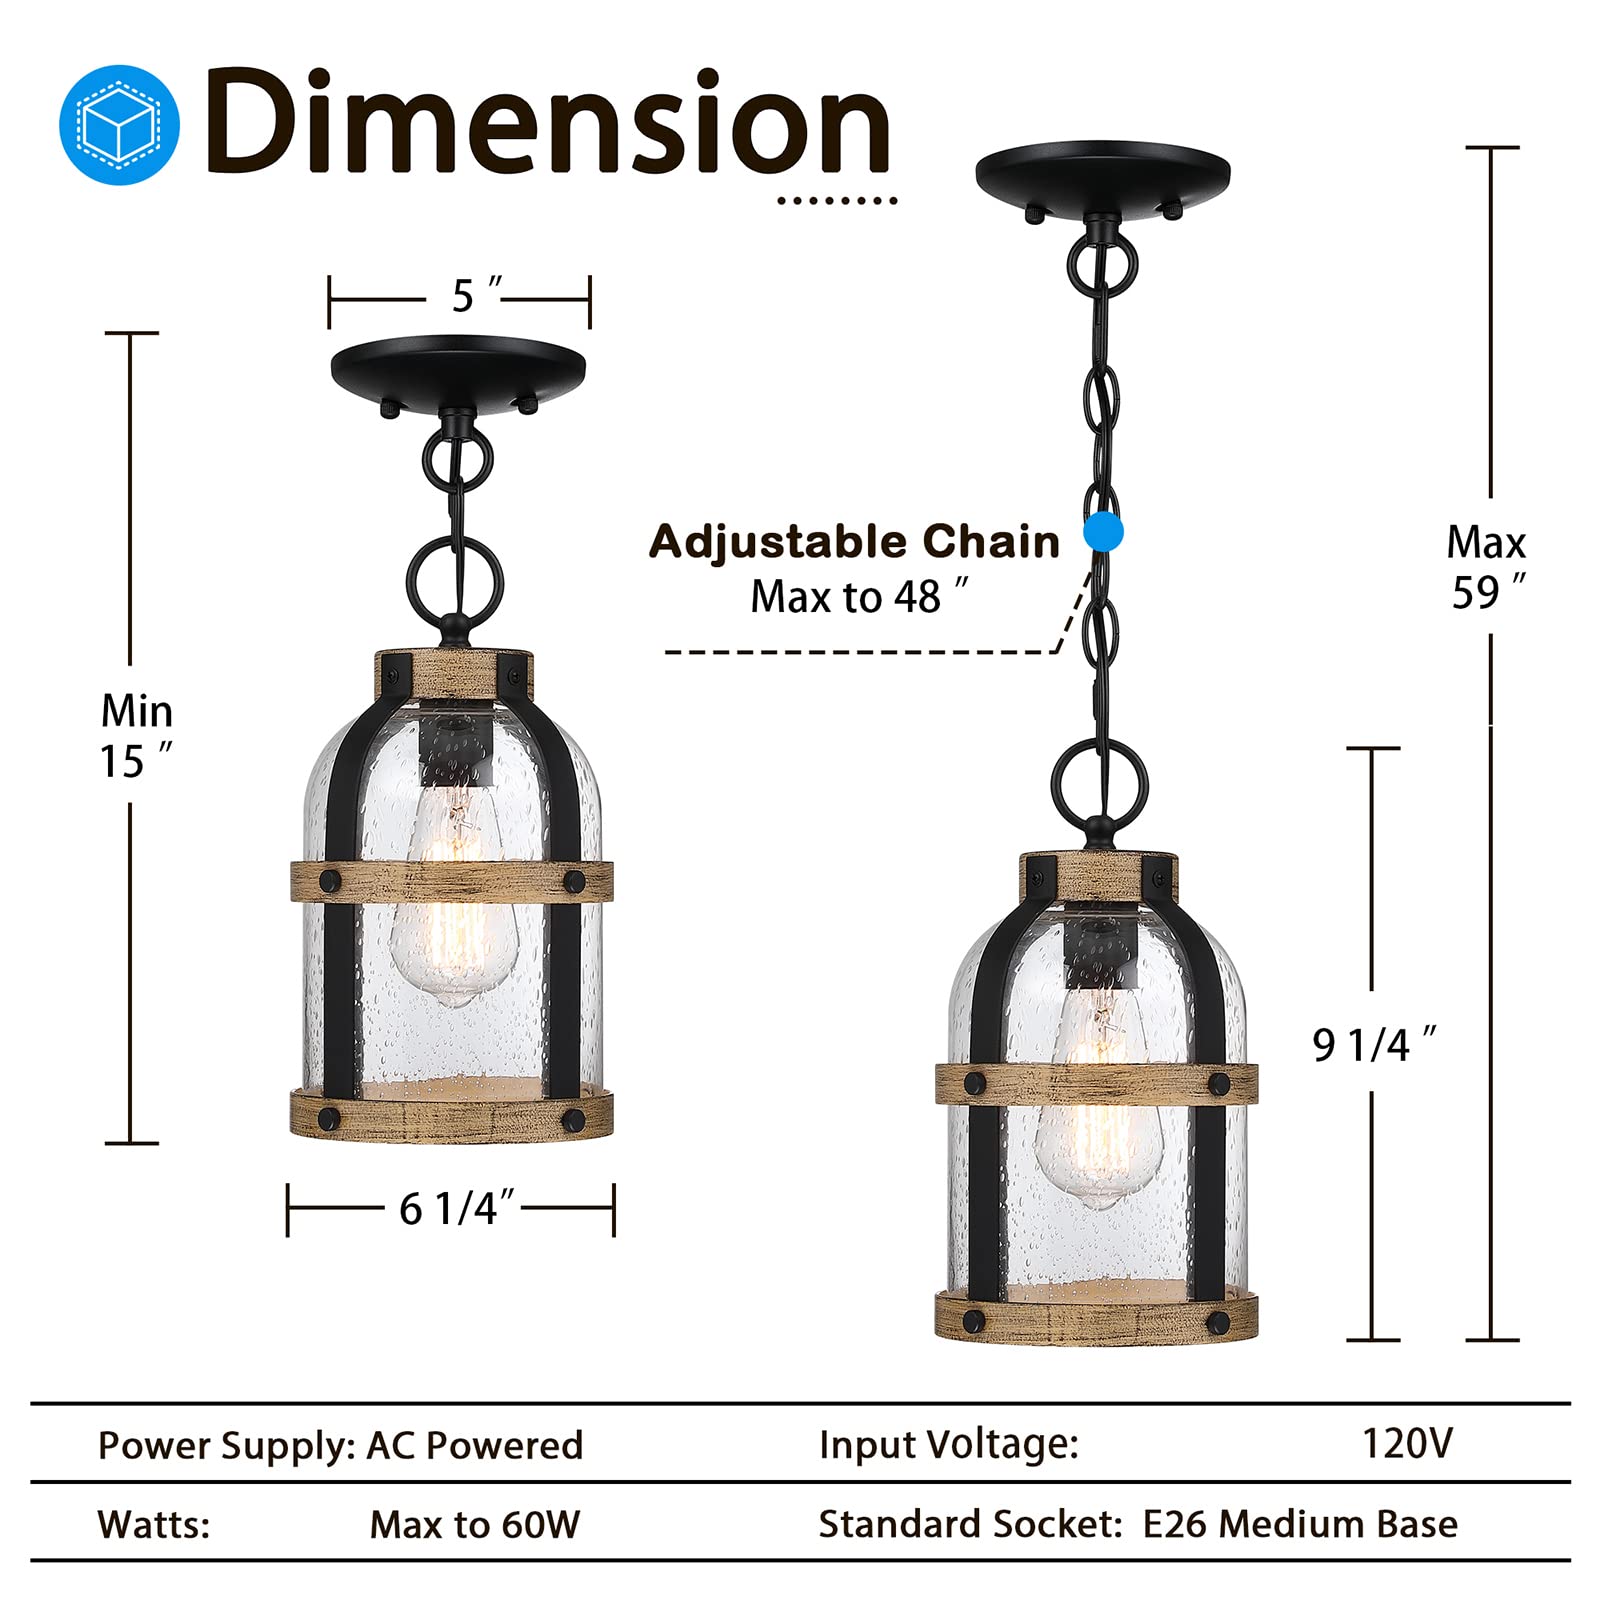 Dimension
5 "
Min
15 "
6 1/4"
Adjustable Chain
Max to 48 "
Max
59 "
9 1/4 "
Power Supply: AC Powered
Input Voltage: 120V
Watts: Max to 60W
Standard Socket: E26 Medium Base